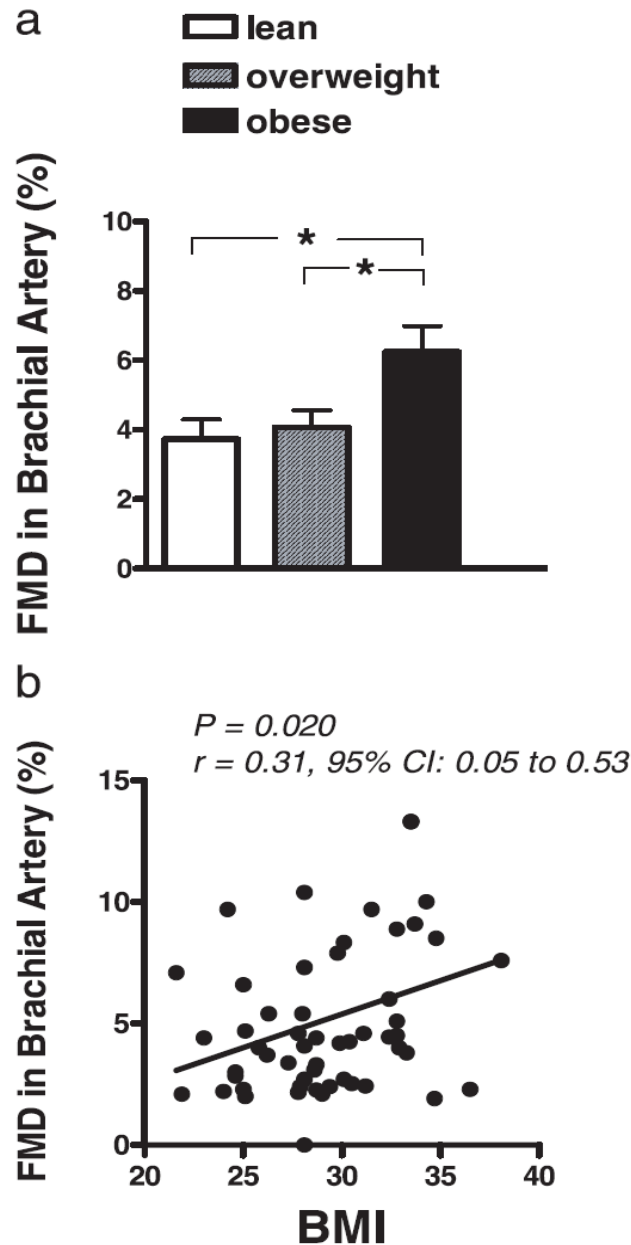 a
lean
overweight
obese
FMD in Brachial Artery (%)
10
8
6
4
2
0
*
*
b
P = 0.020
r = 0.31, 95% CI: 0.05 to 0.53
FMD in Brachial Artery (%)
15
10
5
0
20 25 30 35 40
BMI